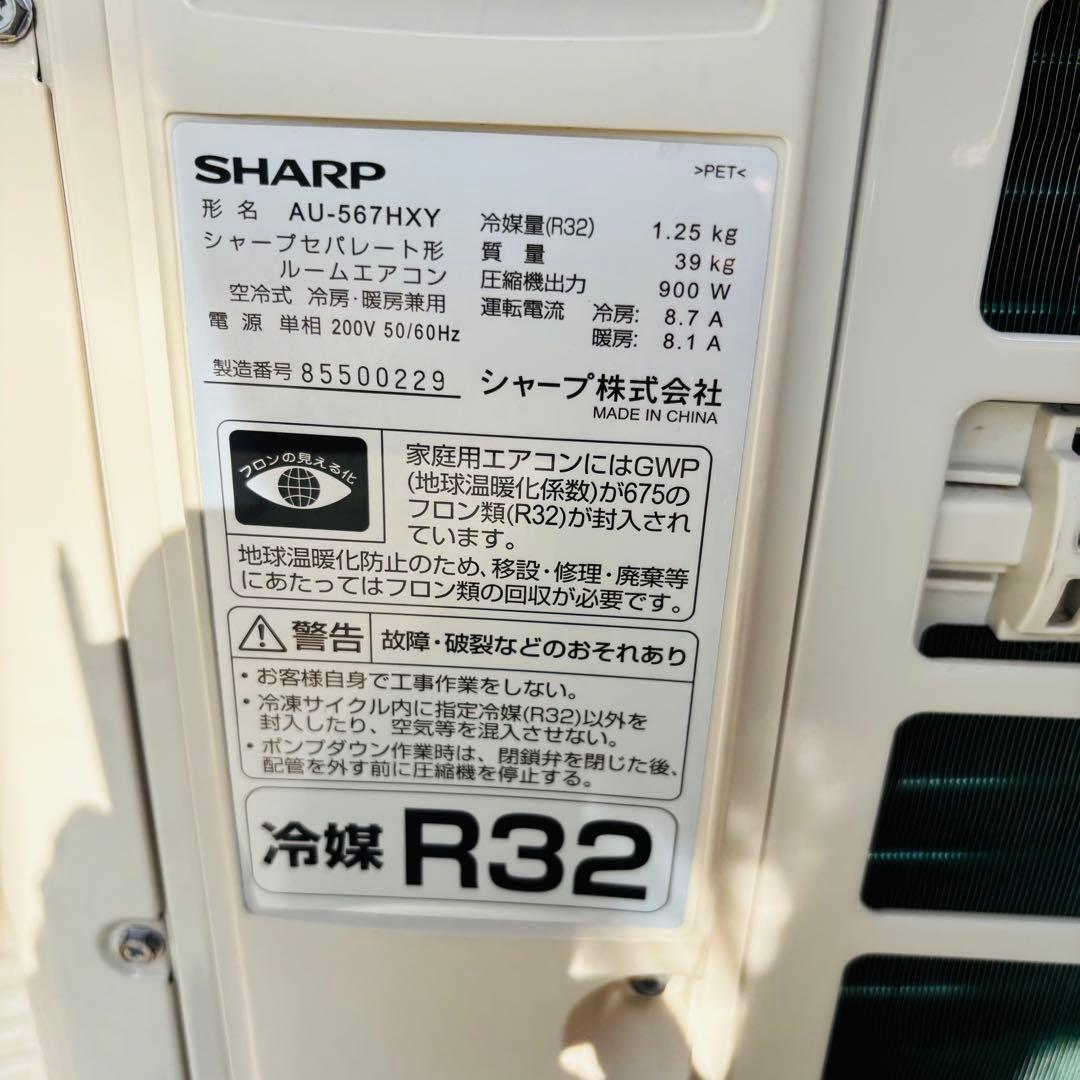 SHARP
>PET<
形名 AU-567HXY
シャープセパレート形
ルームエアコン
空冷式 冷房・暖房兼用
電源 単相 200V 50/60Hz
製造番号 85500229
冷媒量(R32) 1.25 kg
質量 39 kg
圧縮機出力 900 W
運転電流 冷房: 8.7 A
暖房: 8.1 A
シャープ株式会社
MADE IN CHINA
フロンの見える化
家庭用エアコンにはGWP
(地球温暖化係数)が675の
フロン類(R32)が封入され
ています。
地球温暖化防止のため、移設・修理・廃棄等
にあたってはフロン類の回収が必要です。
警告 故障・破裂などのおそれあり
・お客様自身で工事作業をしない。
・冷凍サイクル内に指定冷媒(R32)以外を
封入したり、空気等を混入させない。
・ポンプダウン作業時は、閉鎖弁を閉じた後、
配管を外す前に圧縮機を停止する。
冷媒 R32